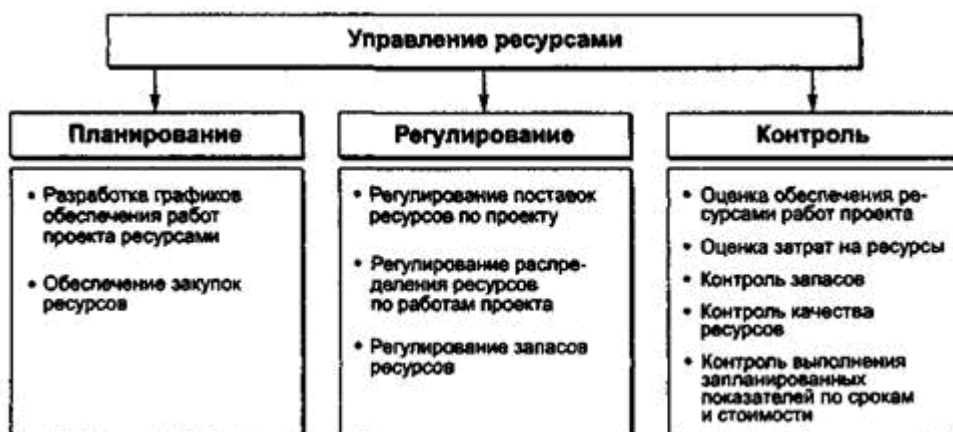 Управление ресурсами
Планирование
• Разработка графиков
обеспечения работ
проекта ресурсами
• Обеспечение закупок
ресурсов
Регулирование
• Регулирование поставок
ресурсов по проекту
• Регулирование распре-
деления ресурсов
по работам проекта
• Регулирование запасов
ресурсов
Контроль
• Оценка обеспечения ре-
сурсами работ проекта
• Оценка затрат на ресурсы
• Контроль запасов
• Контроль качества
ресурсов
• Контроль выполнения
запланированных
показателей по срокам
и стоимости